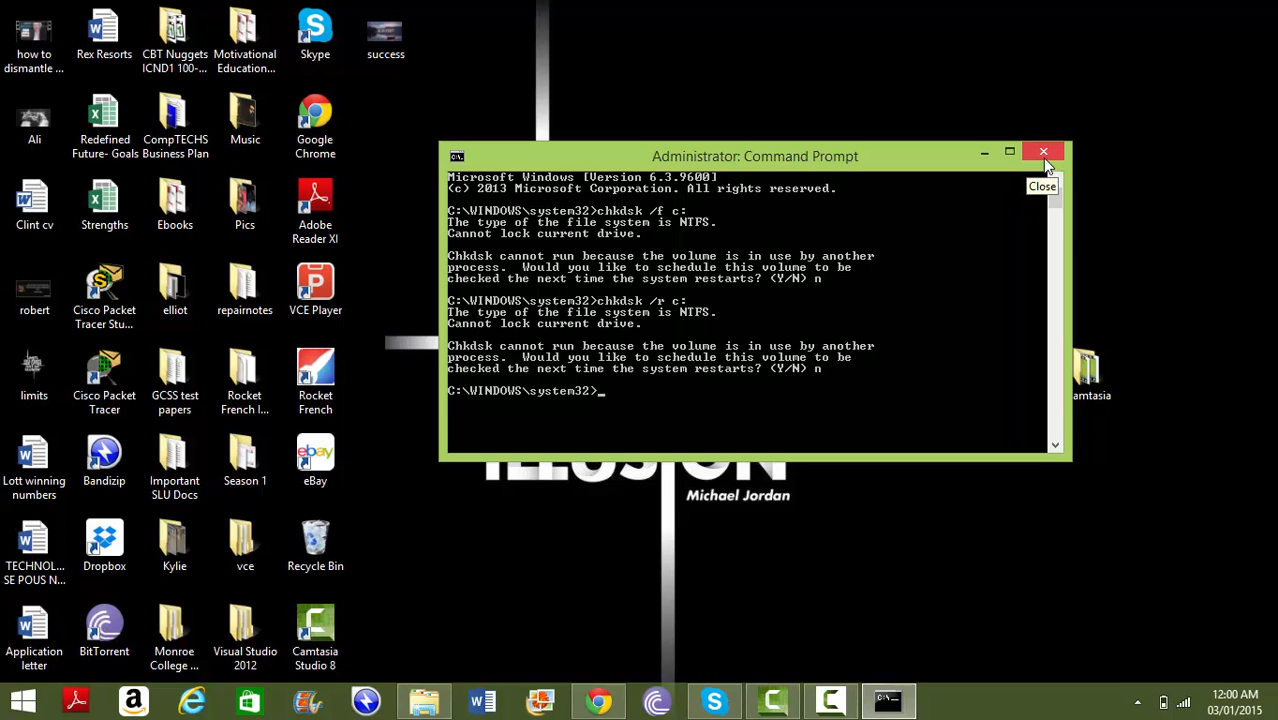 how to
dismantle ...
Rex Resorts
CBT Nuggets
ICND1 100-...
Motivational
Education...
Skype
success
Ali
Redefined
Future- Goals
CompTECHS
Business Plan
Music
Google
Chrome
Clint cv
Strengths
Ebooks
Pics
Adobe
Reader XI
robert
Cisco Packet
Tracer Stu...
elliot
repairnotes
VCE Player
limits
Cisco Packet
Tracer
GCSS test
papers
Rocket
French I...
Rocket
French
Lott winning
numbers
Bandizip
Important
SLU Docs
Season 1
eBay
TECHNOL...
SE POUS N...
Dropbox
Kylie
vce
Recycle Bin
Application
letter
BitTorrent
Monroe
College ...
Visual Studio
2012
Camtasia
Studio 8
Administrator: Command Prompt
Close
Microsoft Windows [Version 6.3.9600]
(c) 2013 Microsoft Corporation. All rights reserved.
C:\WINDOWS\system32>chkdsk /f c:
The type of the file system is NTFS.
Cannot lock current drive.
Chkdsk cannot run because the volume is in use by another
process.  Would you like to schedule this volume to be
checked the next time the system restarts? (Y/N) n
C:\WINDOWS\system32>chkdsk /r c:
The type of the file system is NTFS.
Cannot lock current drive.
Chkdsk cannot run because the volume is in use by another
process.  Would you like to schedule this volume to be
checked the next time the system restarts? (Y/N) n
C:\WINDOWS\system32>_
amtasia
ILLUSION
Michael Jordan
12:00 AM
03/01/2015